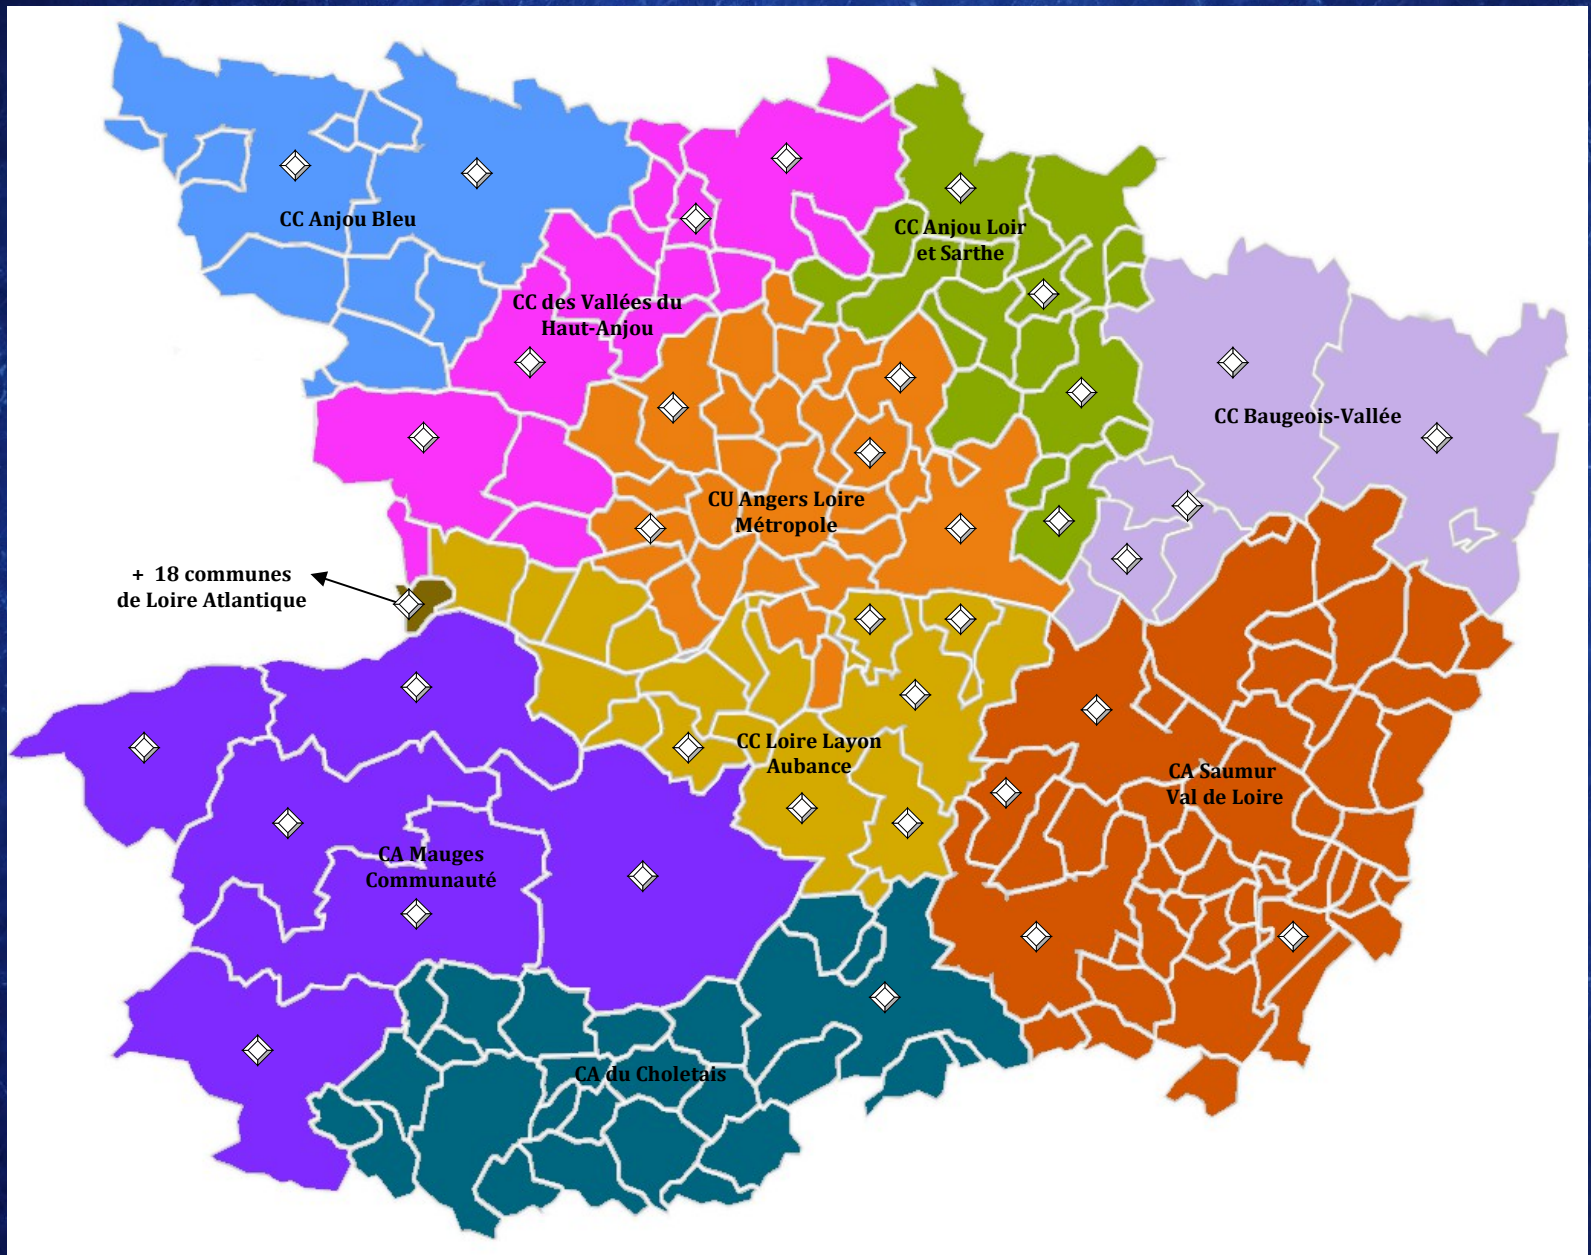 CC Anjou Bleu
CC Anjou Loir
et Sarthe
CC des Vallées du
Haut-Anjou
CC Baugeois-Vallée
CU Angers Loire
Métropole
+ 18 communes
de Loire Atlantique
CC Loire Layon
Aubance
CA Saumur
Val de Loire
CA Mauges
Communauté
CA du Choletais